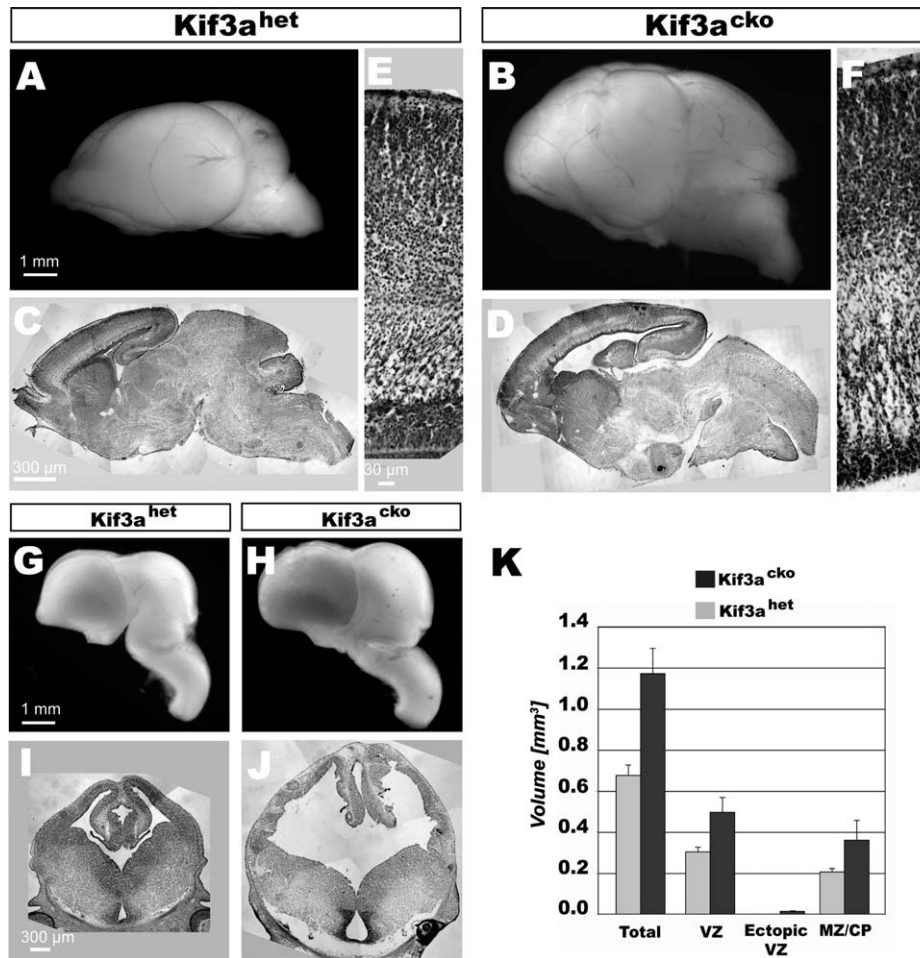 Kif3a^het
Kif3a^cko
A
E
B
F
1 mm
C
D
300 µm
30 µm
Kif3a^het
Kif3a^cko
G
H
K
1 mm
Kif3a^cko
Kif3a^het
1.4
1.2
1.0
0.8
0.6
0.4
0.2
0.0
Volume [mm³]
I
J
300 µm
Total
VZ
Ectopic
VZ
MZ/CP